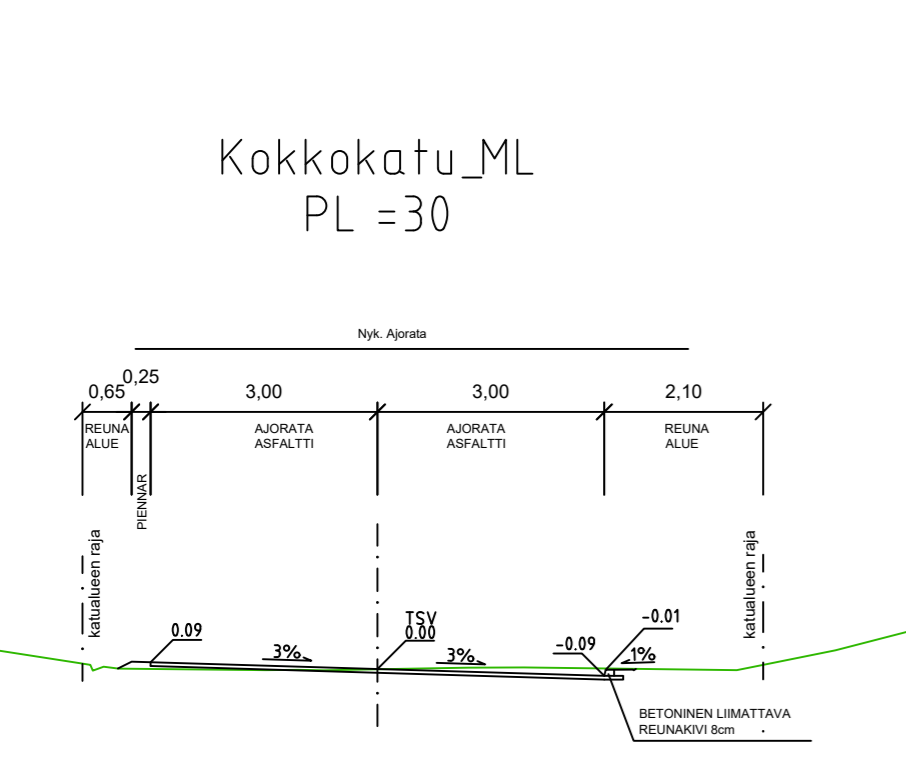 Kokkokatu_ML
PL =30
Nyk. Ajorata
0,65
0,25
3,00
3,00
2,10
REUNA
ALUE
PIENNAR
AJORATA
ASFALTTI
AJORATA
ASFALTTI
REUNA
ALUE
katualueen raja
katualueen raja
0.09
3%
TSV
0.00
3%
-0.09
-0.01
1%
BETONINEN LIIMATTAVA
REUNAKIVI 8cm